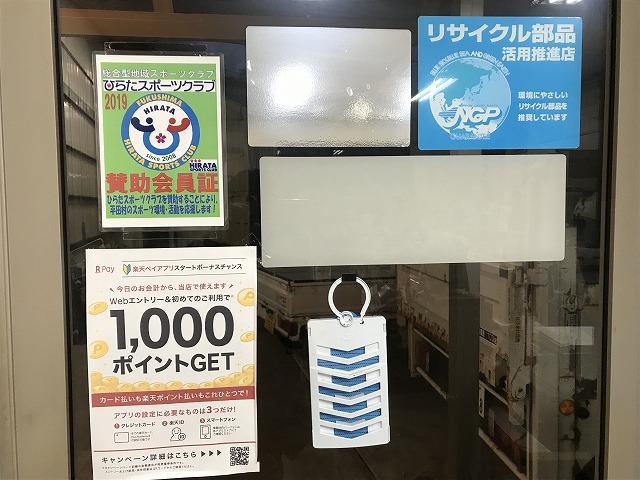 総合型地域スポーツクラブ
ひらたスポーツクラブ
2019
FUKUSHIMA
HIRATA
since 2008
HIRATA SPORTS CLUB
HIRATA
SPORTS CLUB
賛助会員証
ひらたスポーツクラブを賛助することにより、
平田村のスポーツ環境・活動を応援します!
リサイクル部品
活用推進店
NGP
環境にやさしい
リサイクル部品を
推奨しています
R Pay
楽天ペイアプリスタートボーナスチャンス
今日のお会計から、当店で使えます
Webエントリー&初めてのご利用で
1,000
ポイントGET
カード払いも楽天ポイント払いもこれひとつで!
アプリの設定に必要なものは3つだけ!
1 クレジットカード 2 楽天ID 3 スマートフォン
キャンペーン詳細はこちら